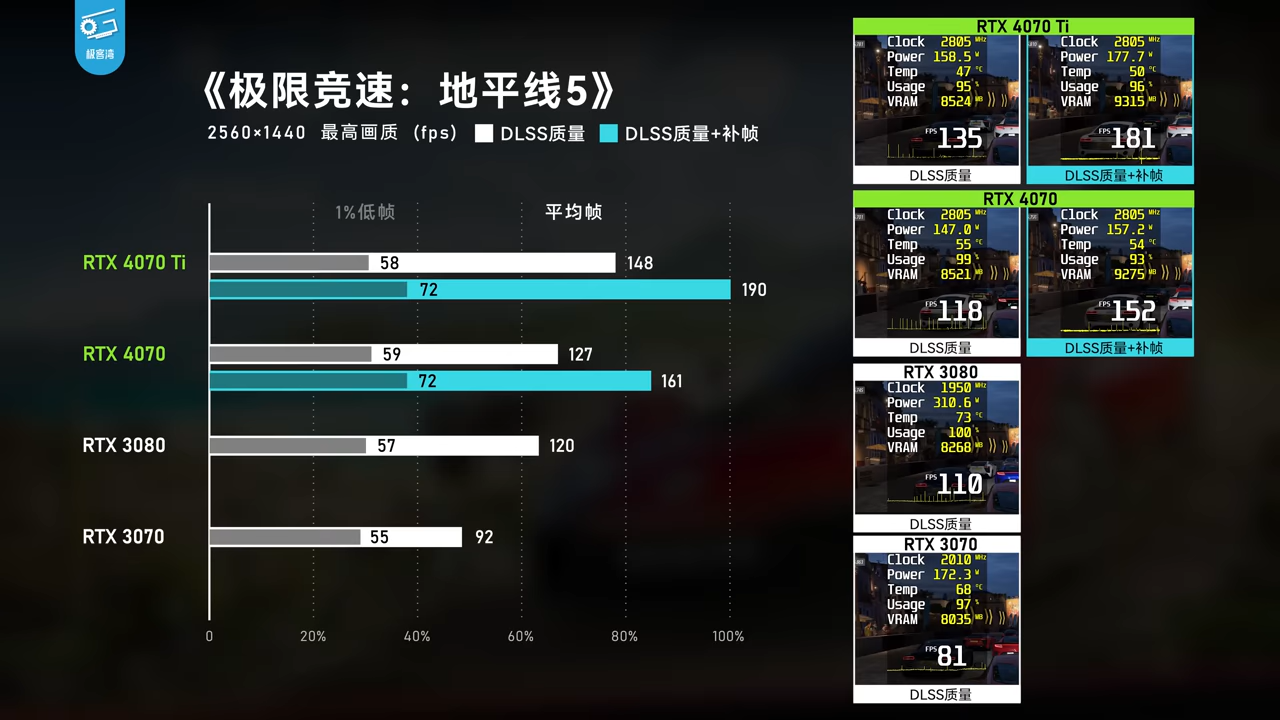 极客湾
《极限竞速：地平线5》
2560×1440 最高画质 (fps) DLSS质量 DLSS质量+补帧
1%低帧 平均帧
RTX 4070 Ti 58 148
72 190
RTX 4070 59 127
72 161
RTX 3080 57 120
RTX 3070 55 92
0 20% 40% 60% 80% 100%
RTX 4070 Ti
Clock 2805 MHz
Power 158.5 W
Temp 47 °C
Usage 95 %
VRAM 8524 MB
FPS 135
DLSS质量
Clock 2805 MHz
Power 177.7 W
Temp 50 °C
Usage 96 %
VRAM 9315 MB
FPS 181
DLSS质量+补帧
RTX 4070
Clock 2805 MHz
Power 147.0 W
Temp 55 °C
Usage 99 %
VRAM 8521 MB
FPS 118
DLSS质量
Clock 2805 MHz
Power 157.2 W
Temp 54 °C
Usage 93 %
VRAM 9275 MB
FPS 152
DLSS质量+补帧
RTX 3080
Clock 1950 MHz
Power 310.6 W
Temp 73 °C
Usage 100 %
VRAM 8268 MB
FPS 110
DLSS质量
RTX 3070
Clock 2010 MHz
Power 172.3 W
Temp 68 °C
Usage 97 %
VRAM 8035 MB
FPS 81
DLSS质量